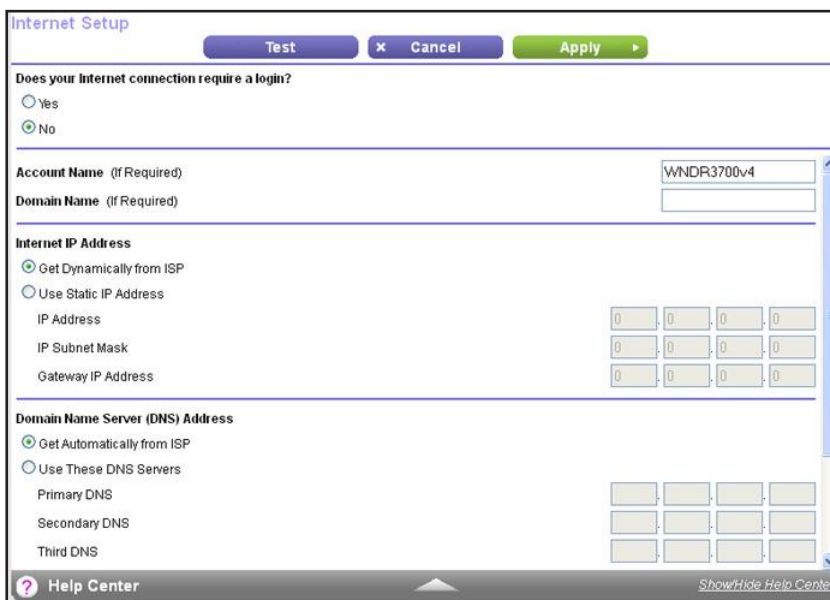 Internet Setup
Test × Cancel Apply
Does your Internet connection require a login?
Yes
No
Account Name (If Required) WNDR3700v4
Domain Name (If Required)
Internet IP Address
Get Dynamically from ISP
Use Static IP Address
IP Address 0 . 0 . 0 . 0
IP Subnet Mask 0 . 0 . 0 . 0
Gateway IP Address 0 . 0 . 0 . 0
Domain Name Server (DNS) Address
Get Automatically from ISP
Use These DNS Servers
Primary DNS . . .
Secondary DNS . . .
Third DNS . . .
? Help Center Show/Hide Help Cente